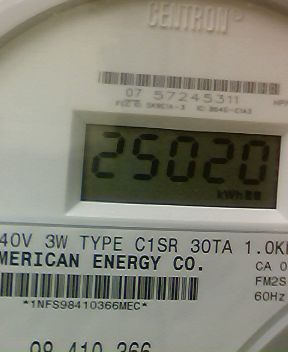 CENTRON®
07 57245311
25020
kWh
40V 3W TYPE C1SR 30TA 1.0K
MERICAN ENERGY CO.
CA 0
FM2S
60Hz
*1NFS98410366MEC*
98 410 366